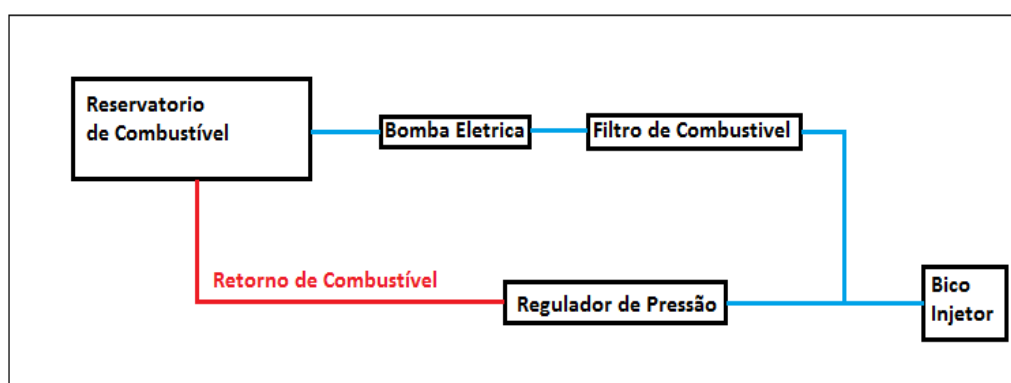 Reservatorio
de Combustível
Bomba Eletrica
Filtro de Combustivel
Retorno de Combustível
Regulador de Pressão
Bico
Injetor